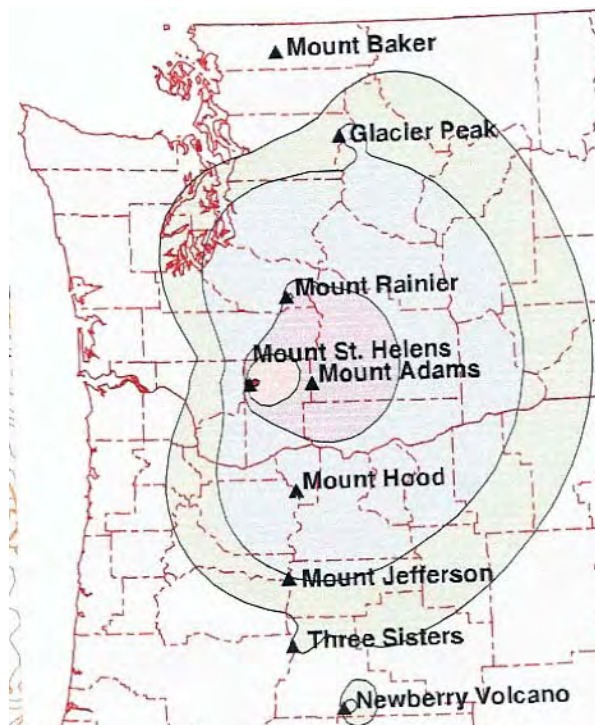 Mount Baker
Glacier Peak
Mount Rainier
Mount St. Helens
Mount Adams
Mount Hood
Mount Jefferson
Three Sisters
Newberry Volcano